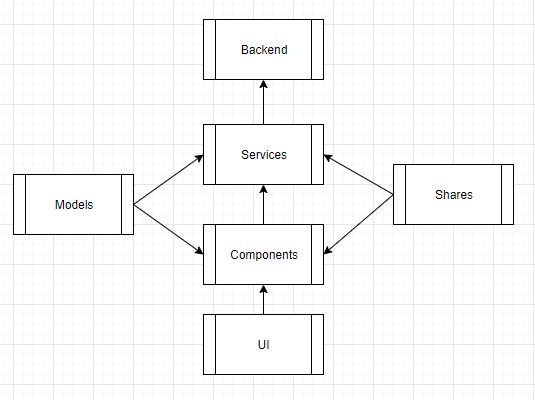 Backend
Services
Models
Shares
Components
UI